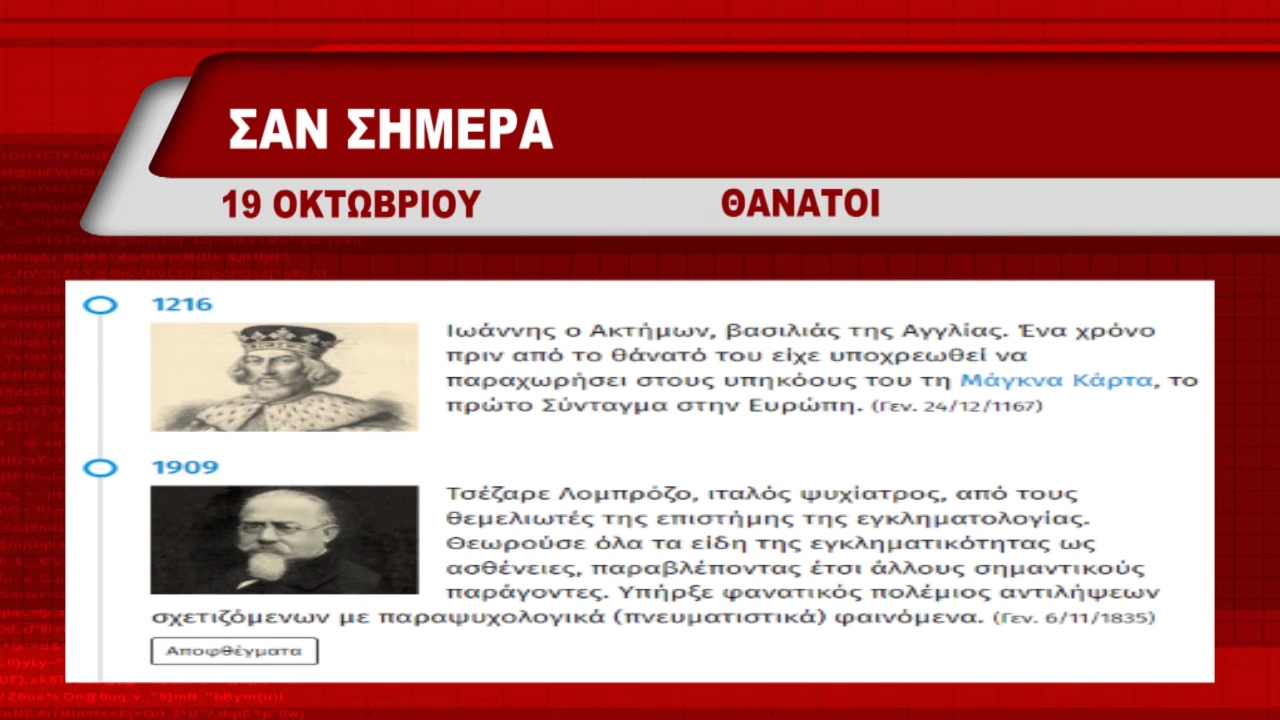 ΣΑΝ ΣΗΜΕΡΑ
19 ΟΚΤΩΒΡΙΟΥ
ΘΑΝΑΤΟΙ
1216
Ιωάννης ο Ακτήμων, βασιλιάς της Αγγλίας. Ένα χρόνο
πριν από το θάνατό του είχε υποχρεωθεί να
παραχωρήσει στους υπηκόους του τη Μάγκνα Κάρτα, το
πρώτο Σύνταγμα στην Ευρώπη. (Γεν. 24/12/1167)
1909
Τσέζαρε Λομπρόζο, ιταλός ψυχίατρος, από τους
θεμελιωτές της επιστήμης της εγκληματολογίας.
Θεωρούσε όλα τα είδη της εγκληματικότητας ως
ασθένειες, παραβλέποντας έτσι άλλους σημαντικούς
παράγοντες. Υπήρξε φανατικός πολέμιος αντιλήψεων
σχετιζόμενων με παραψυχολογικά (πνευματιστικά) φαινόμενα. (Γεν. 6/11/1835)
Αποφθέγματα